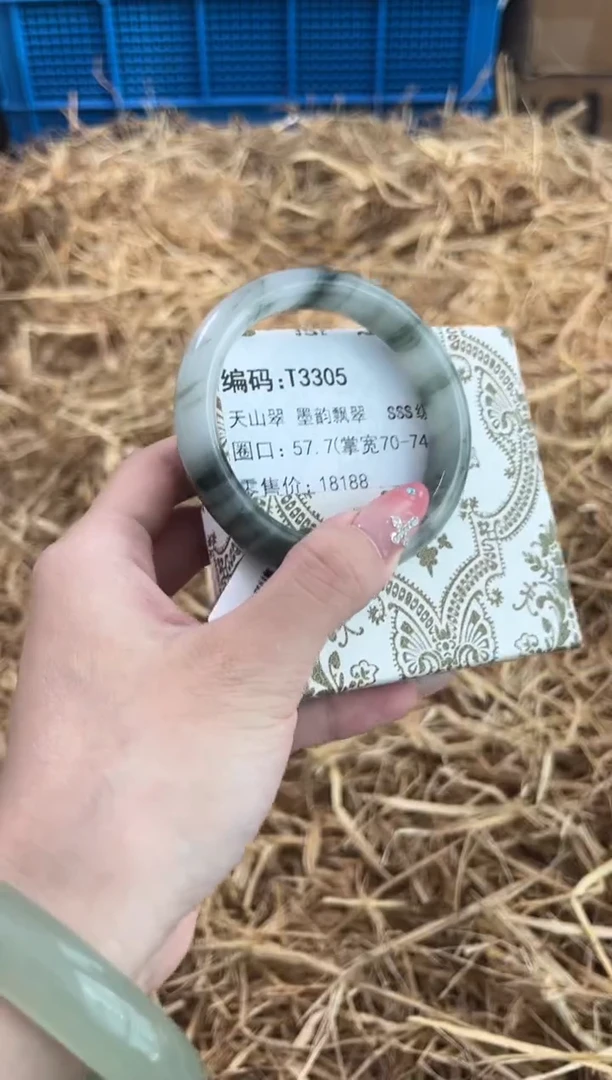 编码:T3305
天山翠 墨韵飘翠 SSS级
圈口: 57.7(掌宽70-74
零售价: 18188